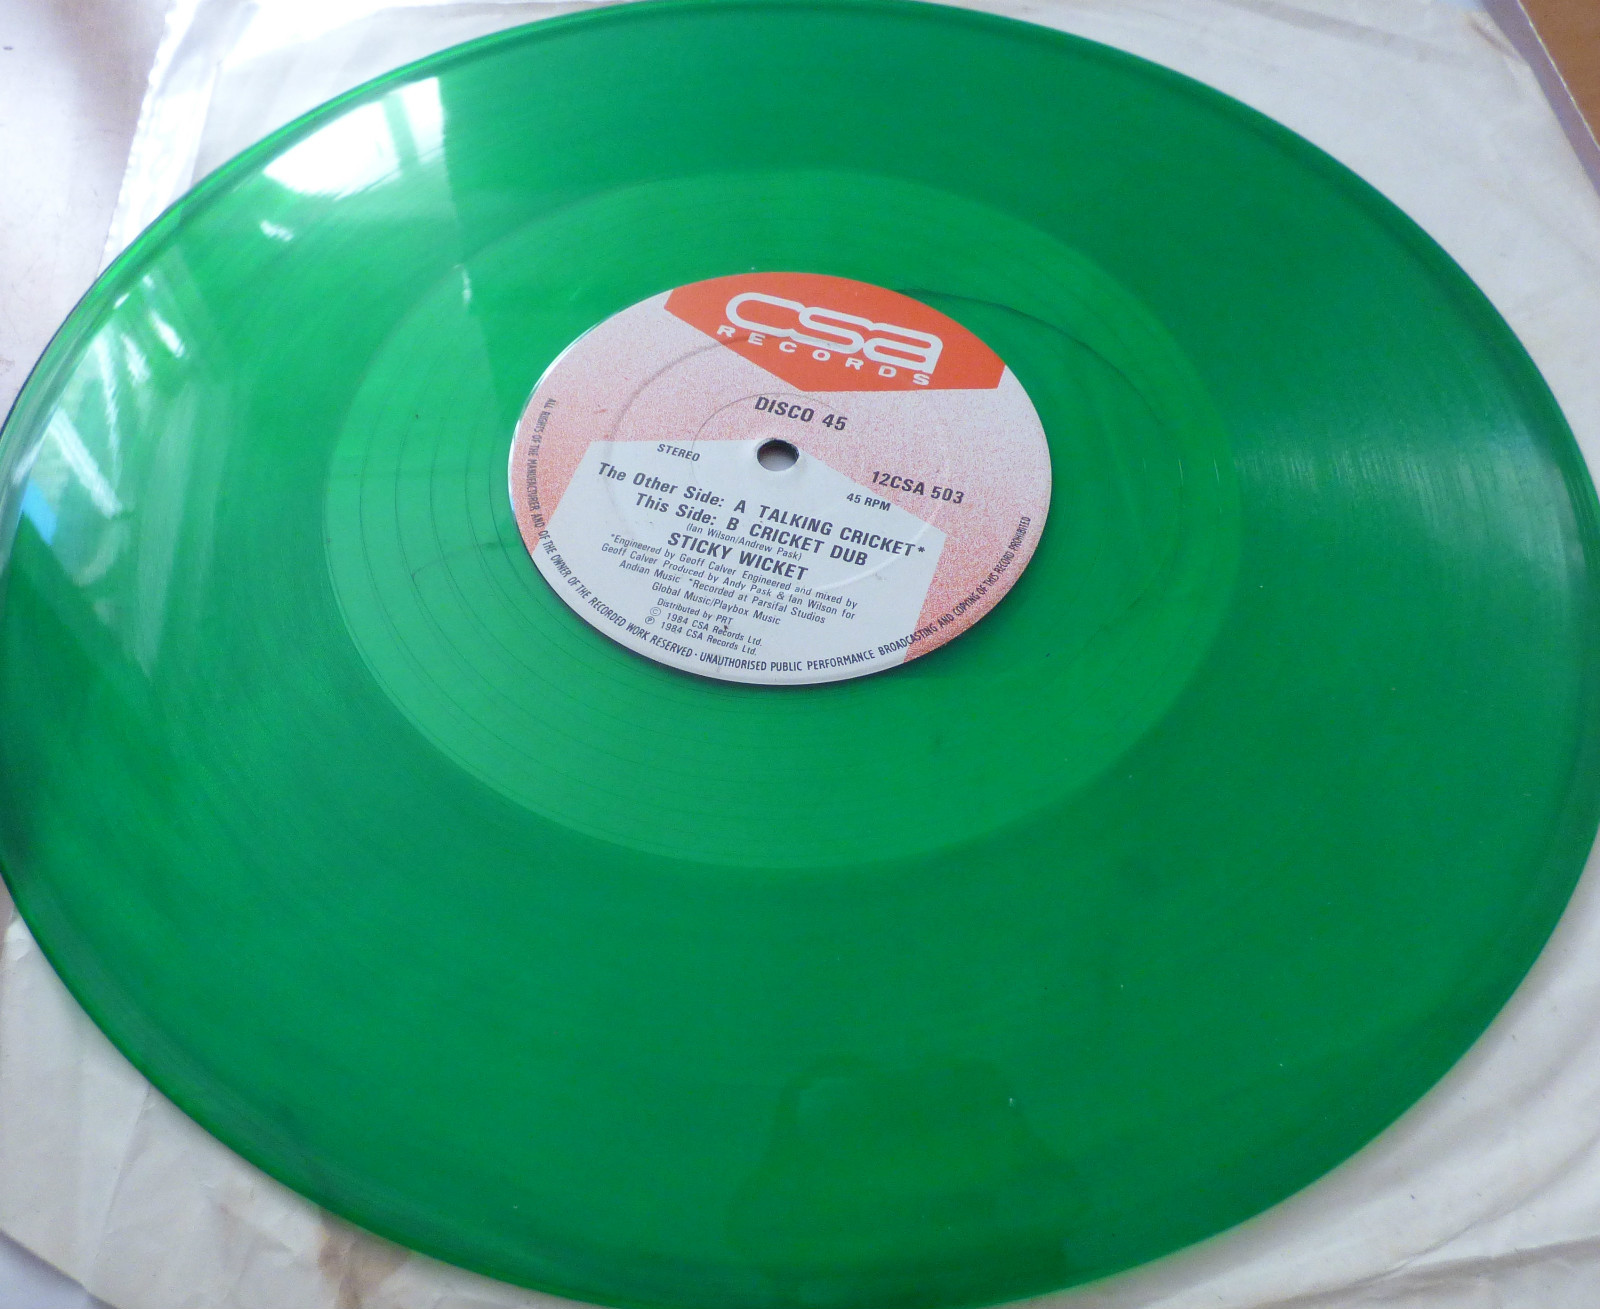 csa
RECORDS
DISCO 45
STEREO
12CSA 503
45 RPM
The Other Side: A TALKING CRICKET*
This Side: B CRICKET DUB
(Ian Wilson/Andrew Pask)
STICKY WICKET
*Engineered by Geoff Calver Engineered and mixed by
Geoff Calver Produced by Andy Pask & Ian Wilson for
Andian Music *Recorded at Parsifal Studios
Global Music/Playbox Music
Distributed by PRT
© 1984 CSA Records Ltd.
℗ 1984 CSA Records Ltd.
ALL RIGHTS OF THE MANUFACTURER AND OF THE OWNER OF THE RECORDED WORK RESERVED · UNAUTHORISED PUBLIC PERFORMANCE BROADCASTING AND COPYING OF THIS RECORD PROHIBITED